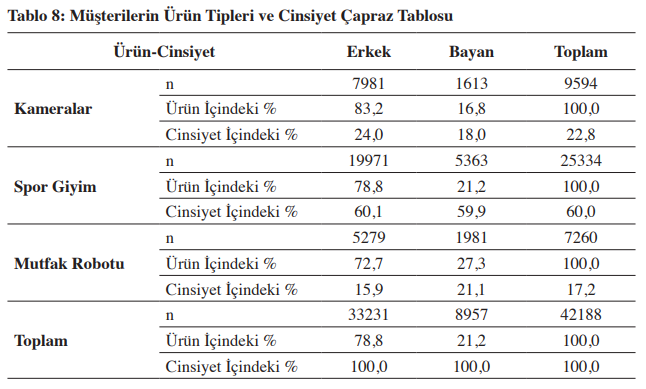 Tablo 8: Müşterilerin Ürün Tipleri ve Cinsiyet Çapraz Tablosu
Ürün-Cinsiyet Erkek Bayan Toplam
n 7981 1613 9594
Kameralar Ürün İçindeki % 83,2 16,8 100,0
Cinsiyet İçindeki % 24,0 18,0 22,8
n 19971 5363 25334
Spor Giyim Ürün İçindeki % 78,8 21,2 100,0
Cinsiyet İçindeki % 60,1 59,9 60,0
n 5279 1981 7260
Mutfak Robotu Ürün İçindeki % 72,7 27,3 100,0
Cinsiyet İçindeki % 15,9 21,1 17,2
n 33231 8957 42188
Toplam Ürün İçindeki % 78,8 21,2 100,0
Cinsiyet İçindeki % 100,0 100,0 100,0